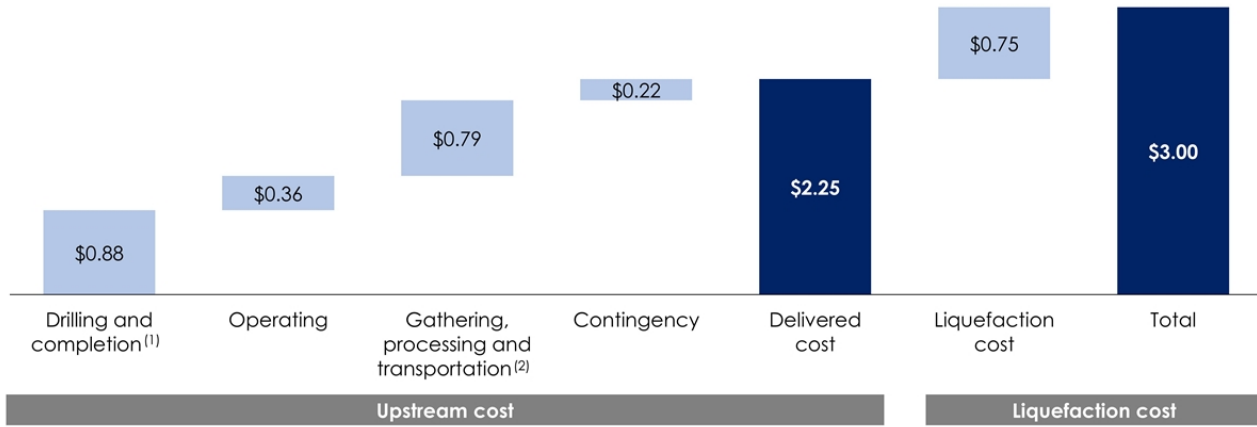 $0.88
$0.36
$0.79
$0.22
$2.25
$0.75
$3.00
Drilling and
completion(1)
Operating
Gathering,
processing and
transportation(2)
Contingency
Delivered
cost
Liquefaction
cost
Total
Upstream cost
Liquefaction cost